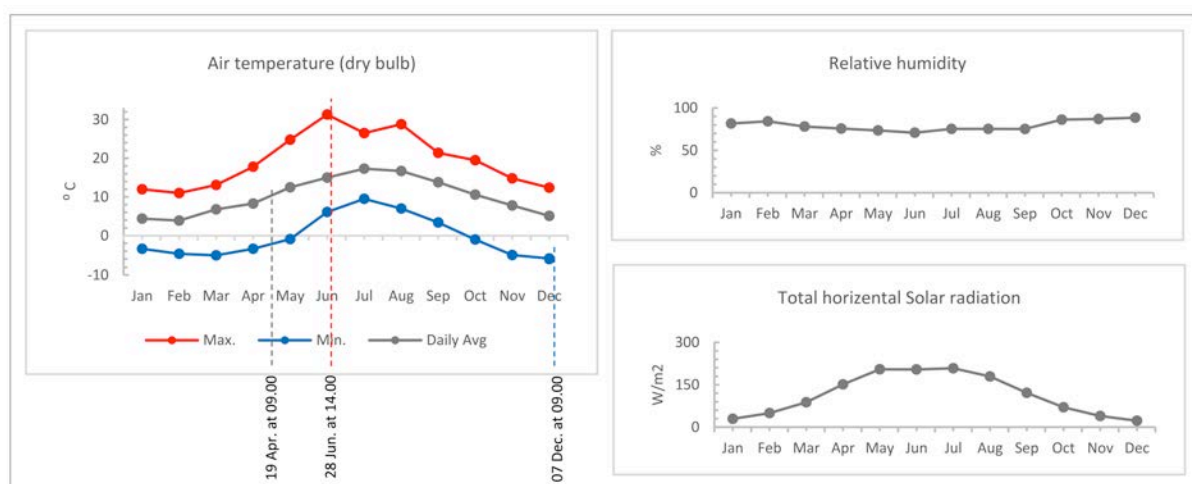 Air temperature (dry bulb)
30
20
10
0
-10
º C
Jan Feb Mar Apr May Jun Jul Aug Sep Oct Nov Dec
Max. Min. Daily Avg
19 Apr. at 09.00
28 Jun. at 14.00
07 Dec. at 09.00
Relative humidity
100
50
0
%
Jan Feb Mar Apr May Jun Jul Aug Sep Oct Nov Dec
Total horizental Solar radiation
300
150
0
W/m2
Jan Feb Mar Apr May Jun Jul Aug Sep Oct Nov Dec